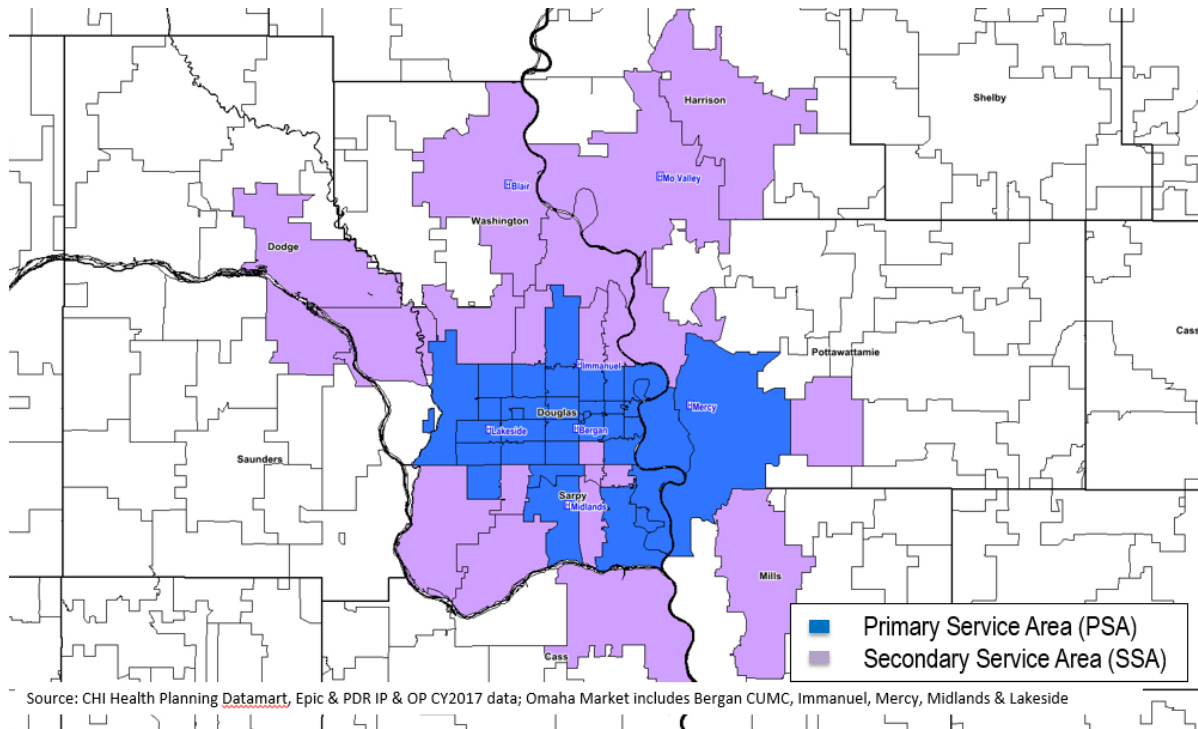 Harrison
Shelby
Mo Valley
Blair
Washington
Dodge
Cass
Pottawattamie
Immanuel
Mercy
Douglas
Lakeside
Bergan
Saunders
Sarpy
Midlands
Mills
Cass
Primary Service Area (PSA)
Secondary Service Area (SSA)
Source: CHI Health Planning Datamart, Epic & PDR IP & OP CY2017 data; Omaha Market includes Bergan CUMC, Immanuel, Mercy, Midlands & Lakeside